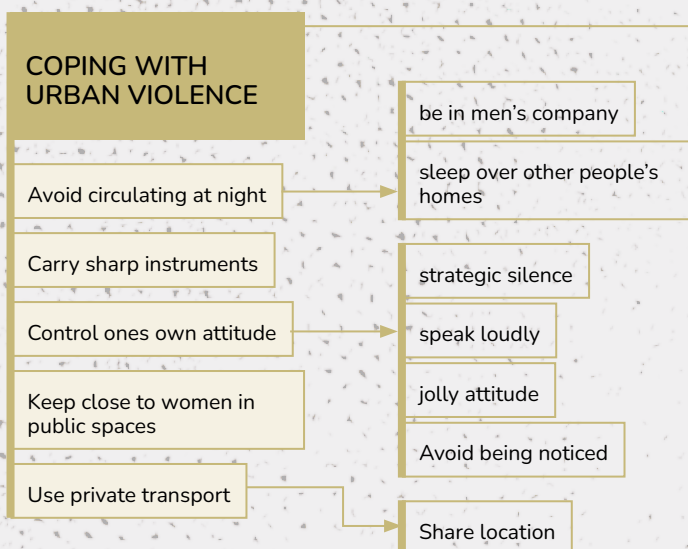 COPING WITH
URBAN VIOLENCE
Avoid circulating at night
Carry sharp instruments
Control ones own attitude
Keep close to women in
public spaces
Use private transport
be in men's company
sleep over other people's
homes
strategic silence
speak loudly
jolly attitude
Avoid being noticed
Share location